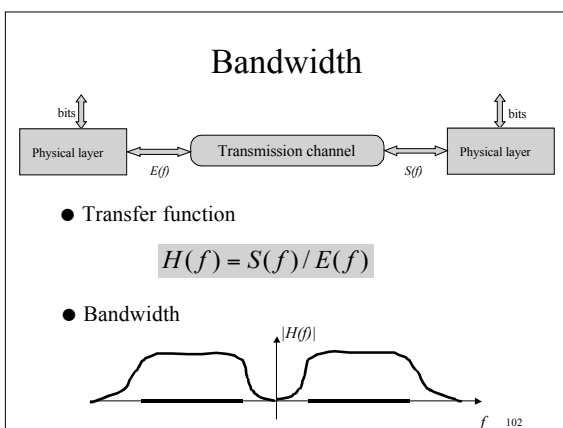 Bandwidth
bits
bits
Physical layer
Transmission channel
Physical layer
E(f)
S(f)
● Transfer function
H(f) = S(f) / E(f)
● Bandwidth
|H(f)|
f
102